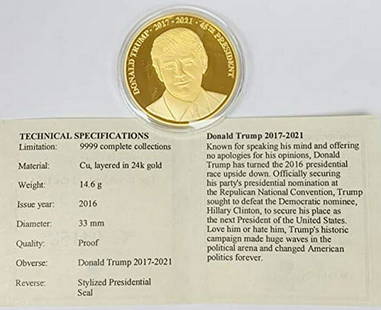 DONALD TRUMP · 2017 - 2021 · 45TH PRESIDENT
TECHNICAL SPECIFICATIONS
Limitation: 9999 complete collections
Material: Cu, layered in 24k gold
Weight: 14.6 g
Issue year: 2016
Diameter: 33 mm
Quality: Proof
Obverse: Donald Trump 2017-2021
Reverse: Stylized Presidential
Seal
Donald Trump 2017-2021
Known for speaking his mind and offering
no apologies for his opinions, Donald
Trump has turned the 2016 presidential
race upside down. Officially securing
his party's presidential nomination at
the Repulican National Convention, Trump
sought to defeat the Democratic nominee,
Hillary Clinton, to secure his place as
the next President of the United States.
Love him or hate him, Trump's historic
campaign made huge waves in the
political arena and changed American
politics forever.